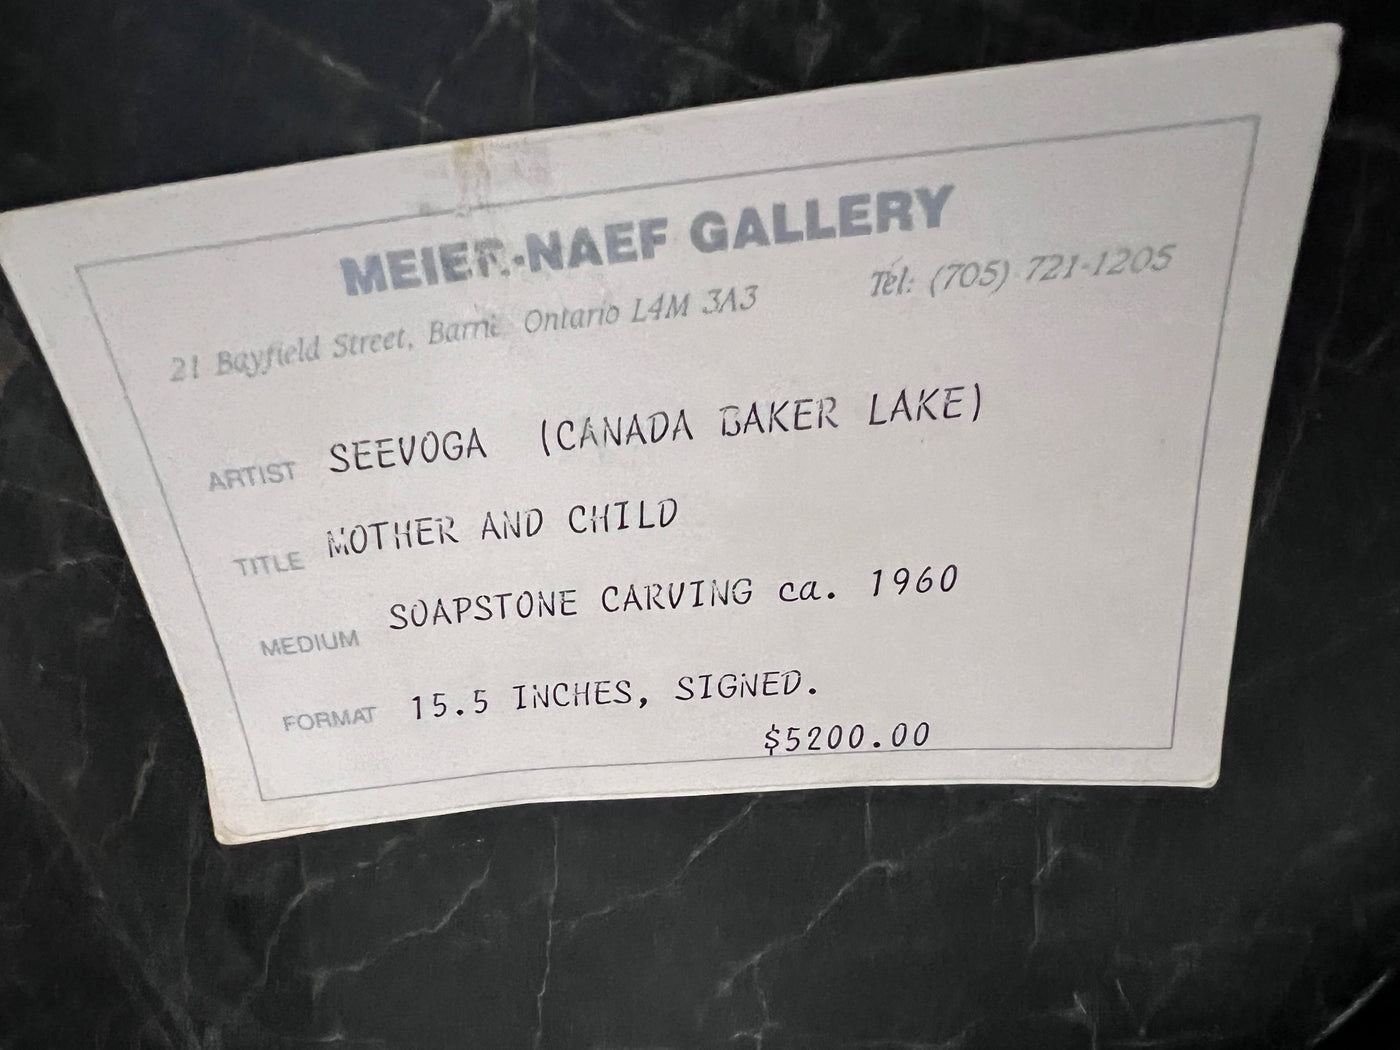 MEIER-NAEF GALLERY
21 Bayfield Street, Barrie, Ontario L4M 3A3 Tel: (705) 721-1205
ARTIST SEEVOGA (CANADA BAKER LAKE)
TITLE MOTHER AND CHILD
MEDIUM SOAPSTONE CARVING ca. 1960
FORMAT 15.5 INCHES, SIGNED.
$5200.00